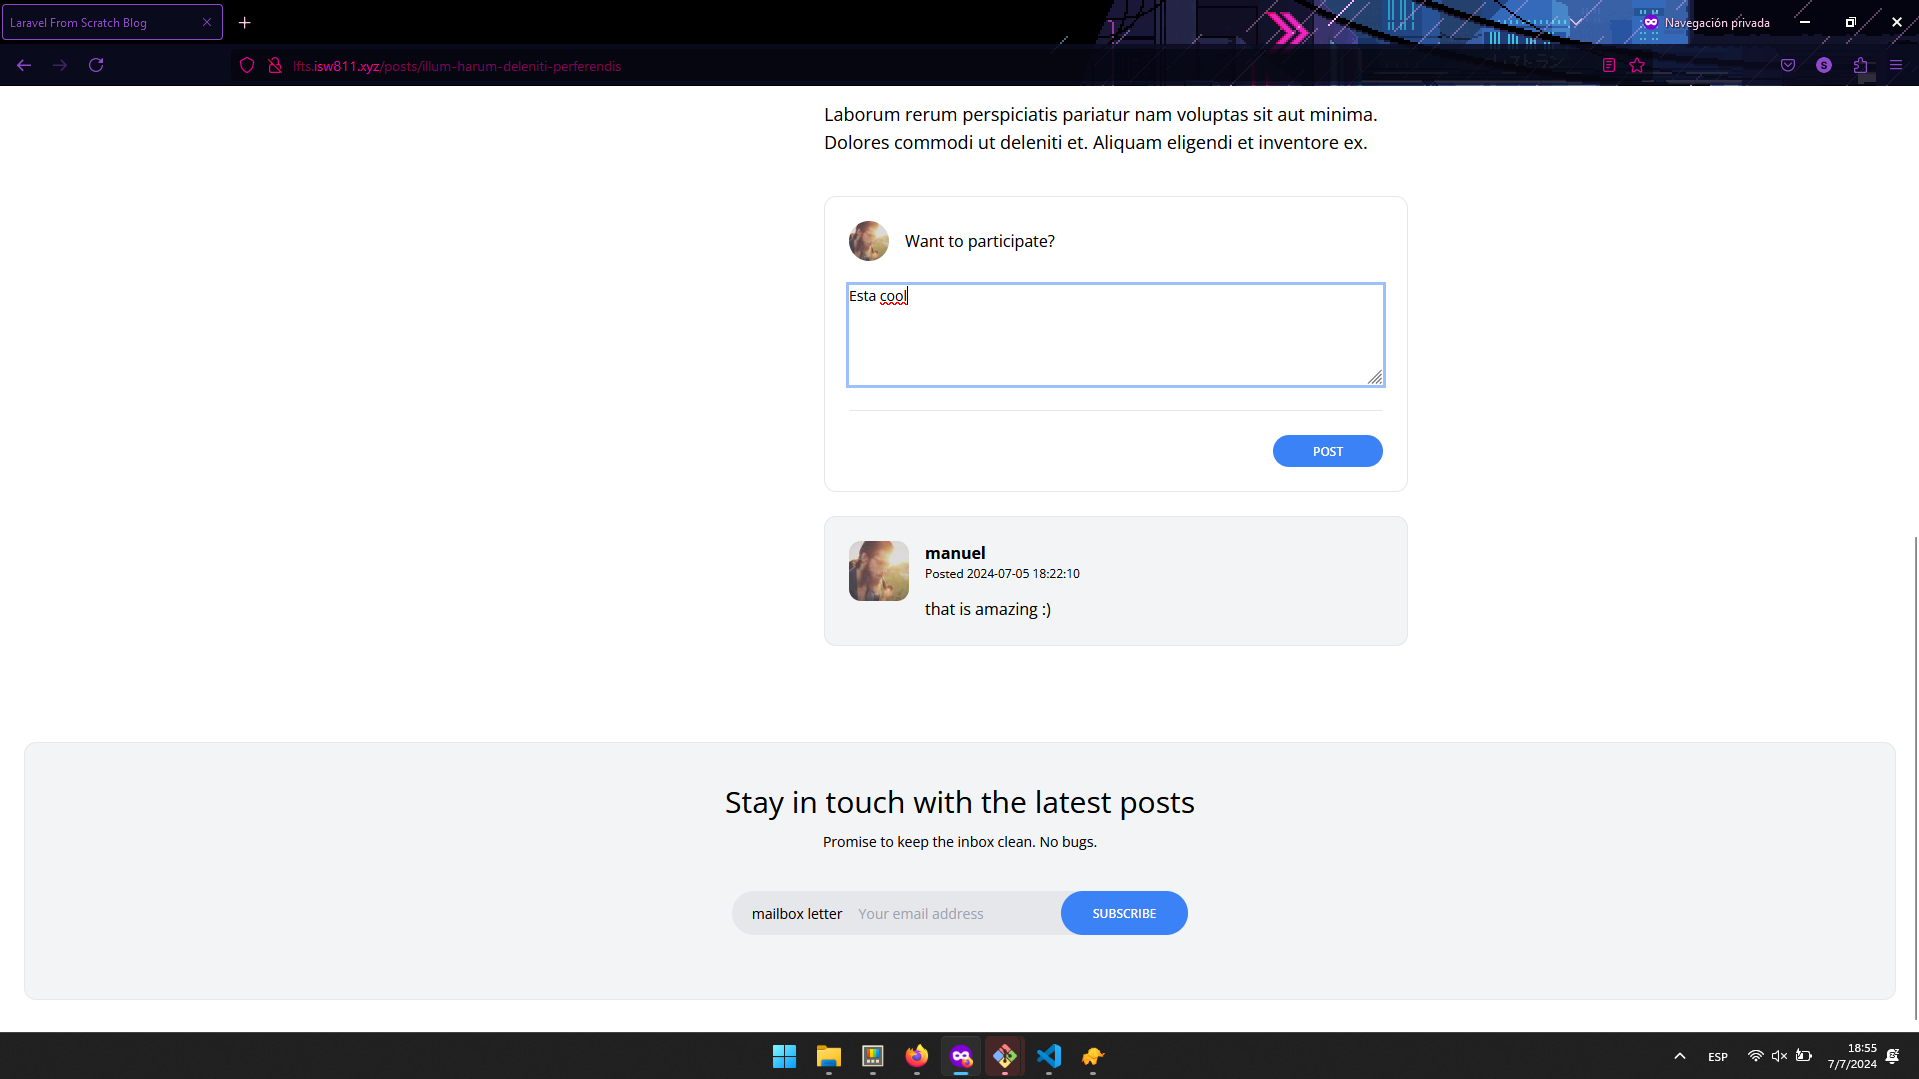 Laravel From Scratch Blog
Navegación privada
lfts.isw811.xyz/posts/illum-harum-deleniti-perferendis
S
Laborum rerum perspiciatis pariatur nam voluptas sit aut minima.
Dolores commodi ut deleniti et. Aliquam eligendi et inventore ex.
Want to participate?
Esta cool
POST
manuel
Posted 2024-07-05 18:22:10
that is amazing :)
Stay in touch with the latest posts
Promise to keep the inbox clean. No bugs.
mailbox letter
Your email address
SUBSCRIBE
ESP
18:55
7/7/2024